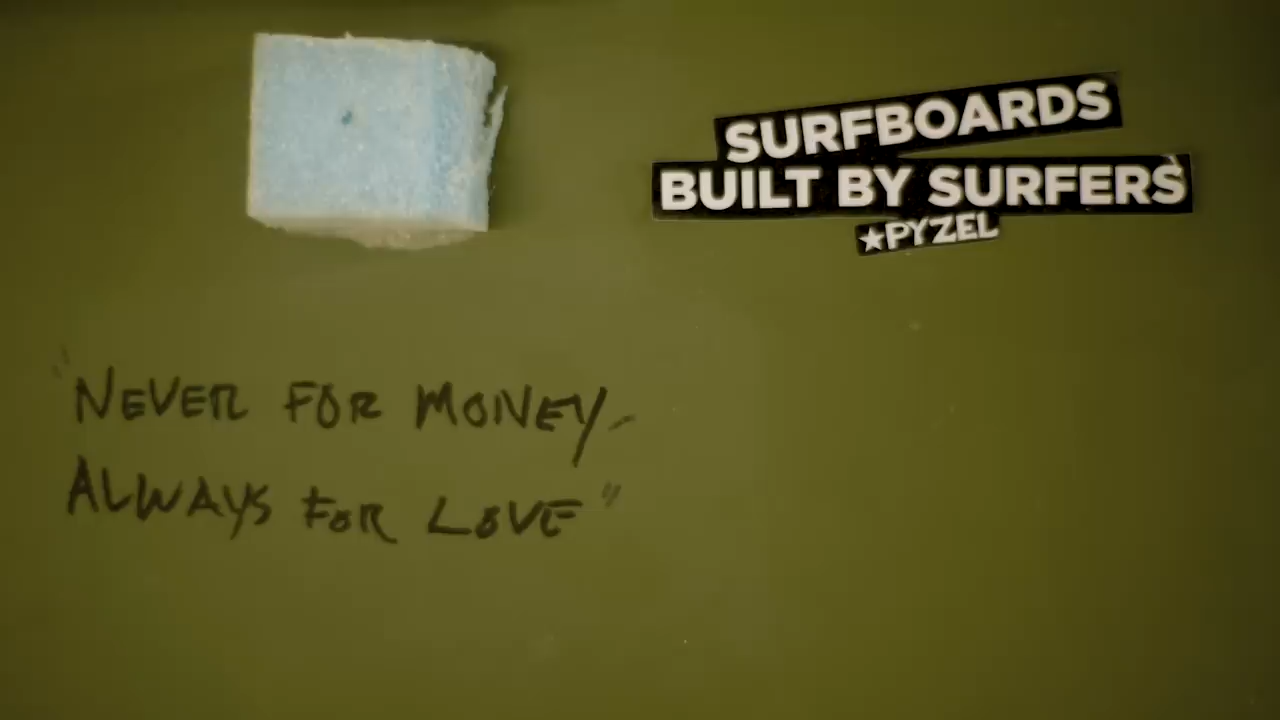 SURFBOARDS
BUILT BY SURFERS
★PYZEL
"NEVER FOR MONEY,
ALWAYS FOR LOVE"